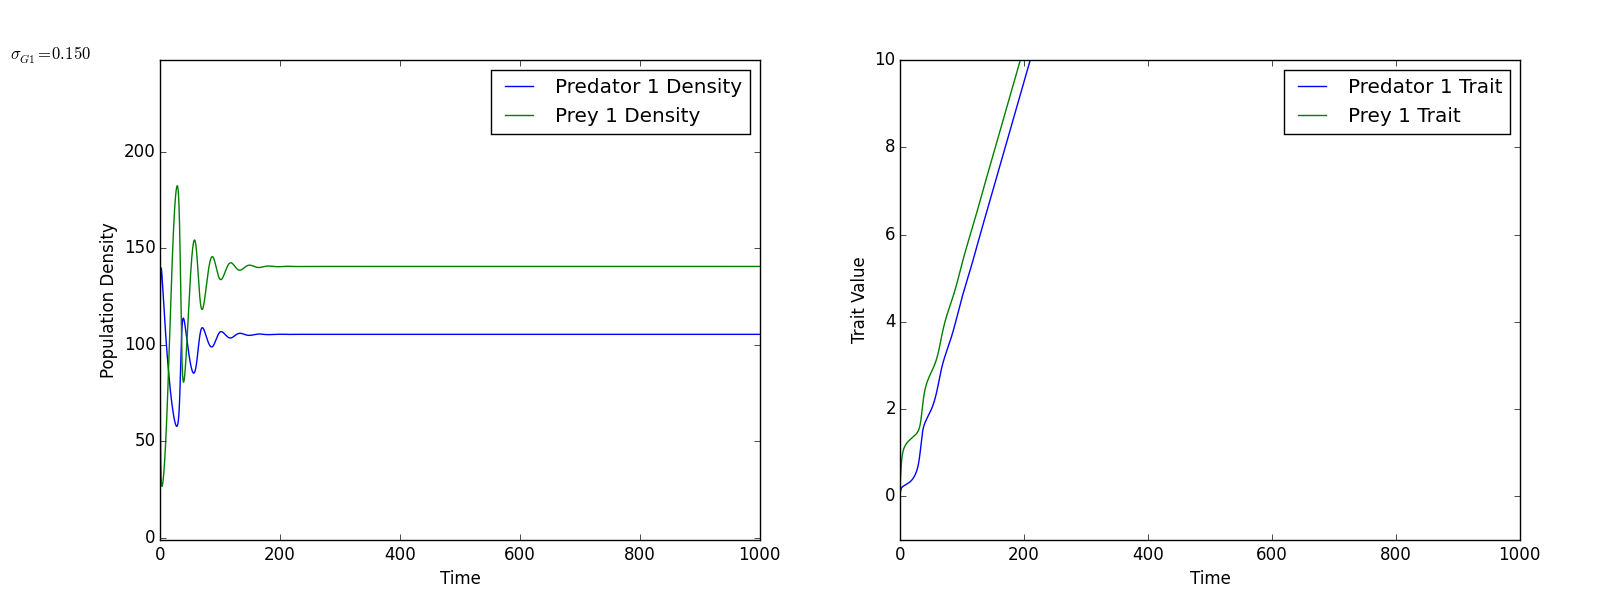 σ_G1=0.150
Population Density
200
150
100
50
0
0 200 400 600 800 1000
Time
Predator 1 Density
Prey 1 Density
Trait Value
10
8
6
4
2
0
0 200 400 600 800 1000
Time
Predator 1 Trait
Prey 1 Trait